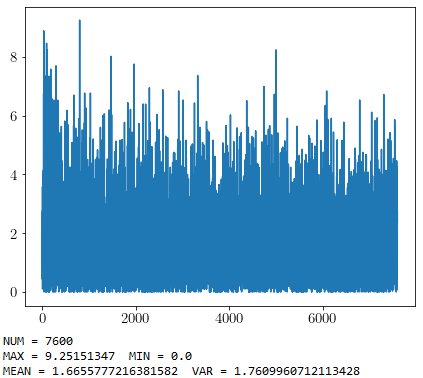 8
6
4
2
0
0 2000 4000 6000
NUM = 7600
MAX = 9.25151347  MIN = 0.0
MEAN = 1.6655777216381582  VAR = 1.7609960712113428